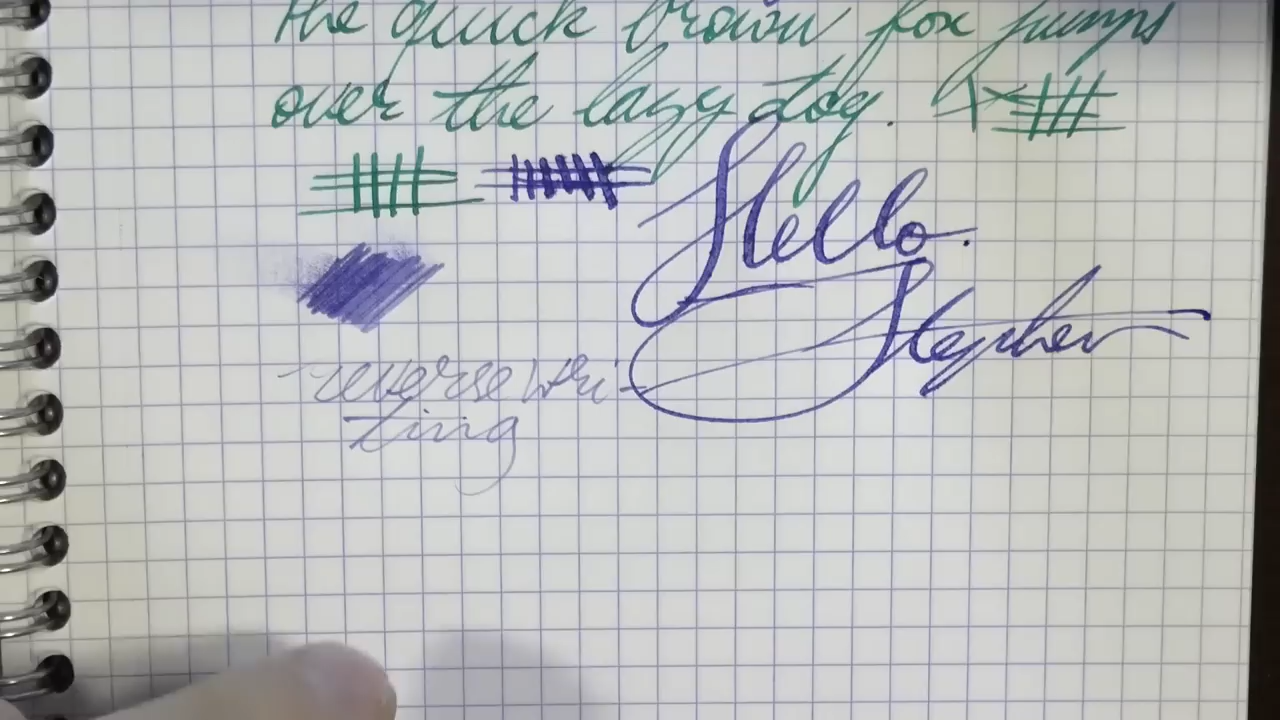 the quick brown fox jumps
over the lazy dog.
Hello.
Stephen
reverse wri-
ting